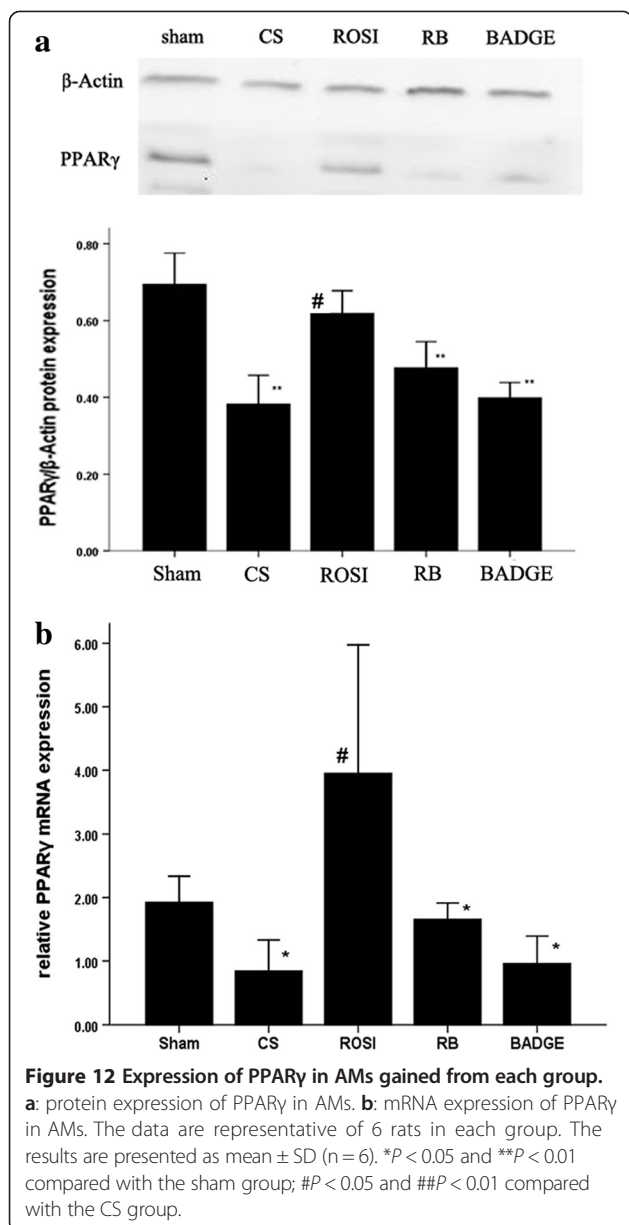 a
sham CS ROSI RB BADGE
β-Actin
PPARγ
PPARγ/β-Actin protein expression
0.80
0.60
0.40
0.20
0.00
#
**
**
**
Sham CS ROSI RB BADGE
b
relative PPARγ mRNA expression
6.00
4.00
3.00
2.00
1.00
0.00
#
*
*
*
Sham CS ROSI RB BADGE
Figure 12 Expression of PPARγ in AMs gained from each group.
a: protein expression of PPARγ in AMs. b: mRNA expression of PPARγ
in AMs. The data are representative of 6 rats in each group. The
results are presented as mean ± SD (n = 6). *P < 0.05 and **P < 0.01
compared with the sham group; #P < 0.05 and ##P < 0.01 compared
with the CS group.